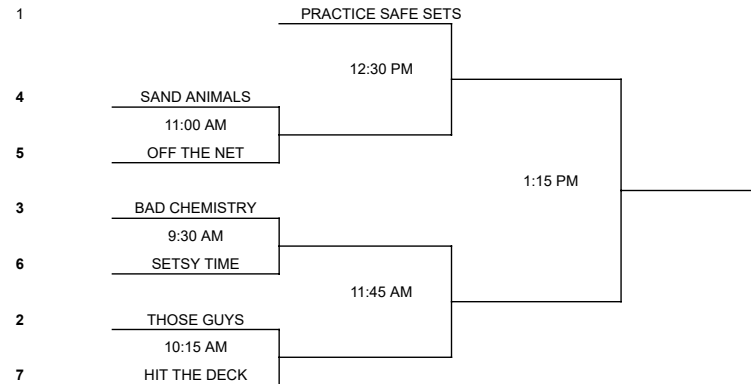 1 PRACTICE SAFE SETS
12:30 PM
4 SAND ANIMALS
11:00 AM
5 OFF THE NET
1:15 PM
3 BAD CHEMISTRY
9:30 AM
6 SETSY TIME
11:45 AM
2 THOSE GUYS
10:15 AM
7 HIT THE DECK